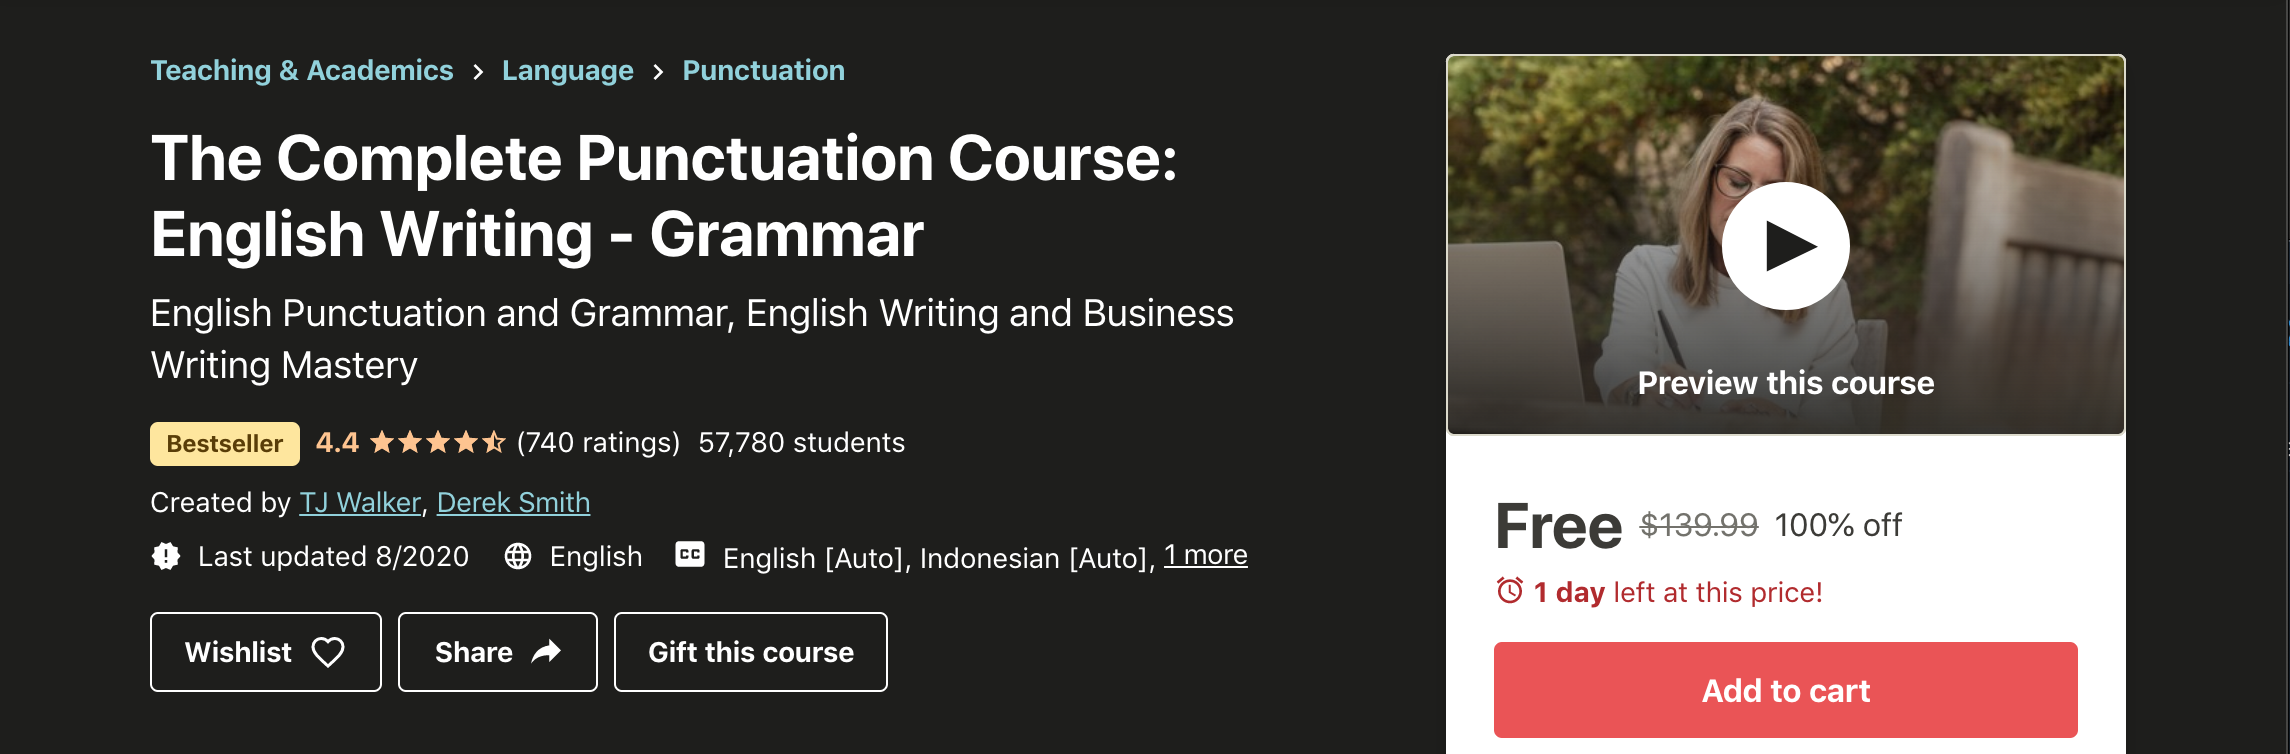 Teaching & Academics > Language > Punctuation
The Complete Punctuation Course:
English Writing - Grammar
English Punctuation and Grammar, English Writing and Business
Writing Mastery
Bestseller 4.4 (740 ratings) 57,780 students
Created by TJ Walker, Derek Smith
Last updated 8/2020 English CC English [Auto], Indonesian [Auto], 1 more
Wishlist Share Gift this course
Preview this course
Free $139.99 100% off
1 day left at this price!
Add to cart